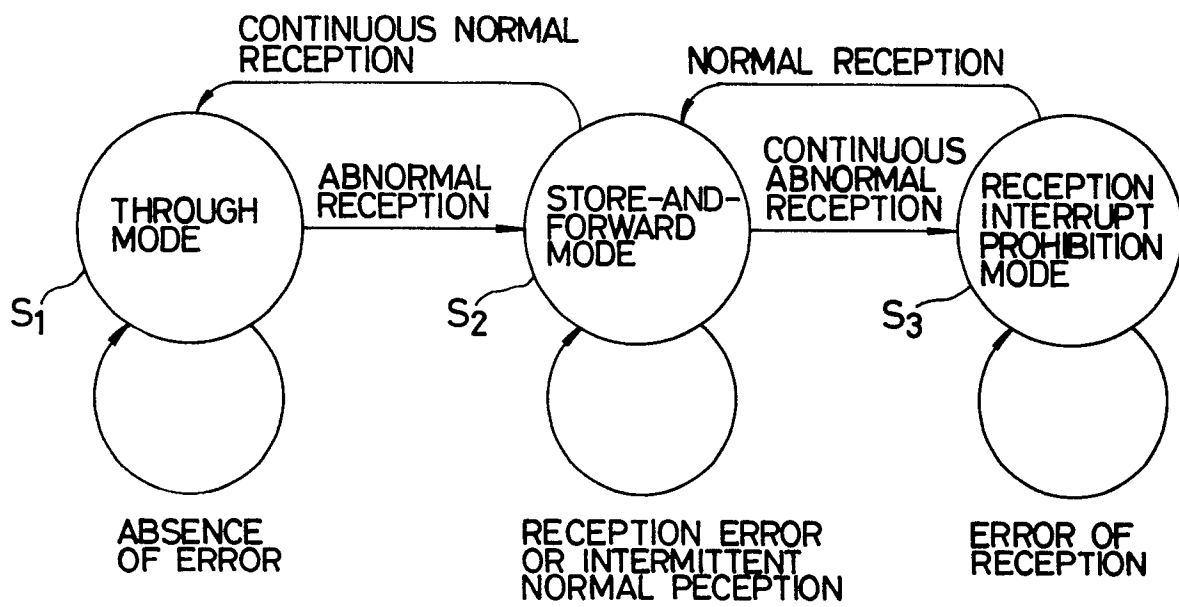 CONTINUOUS NORMAL
RECEPTION
NORMAL RECEPTION
THROUGH
MODE
ABNORMAL
RECEPTION
STORE-AND-
FORWARD
MODE
CONTINUOUS
ABNORMAL
RECEPTION
RECEPTION
INTERRUPT
PROHIBITION
MODE
S1
S2
S3
ABSENCE
OF ERROR
RECEPTION ERROR
OR INTERMITTENT
NORMAL PECEPTION
ERROR OF
RECEPTION